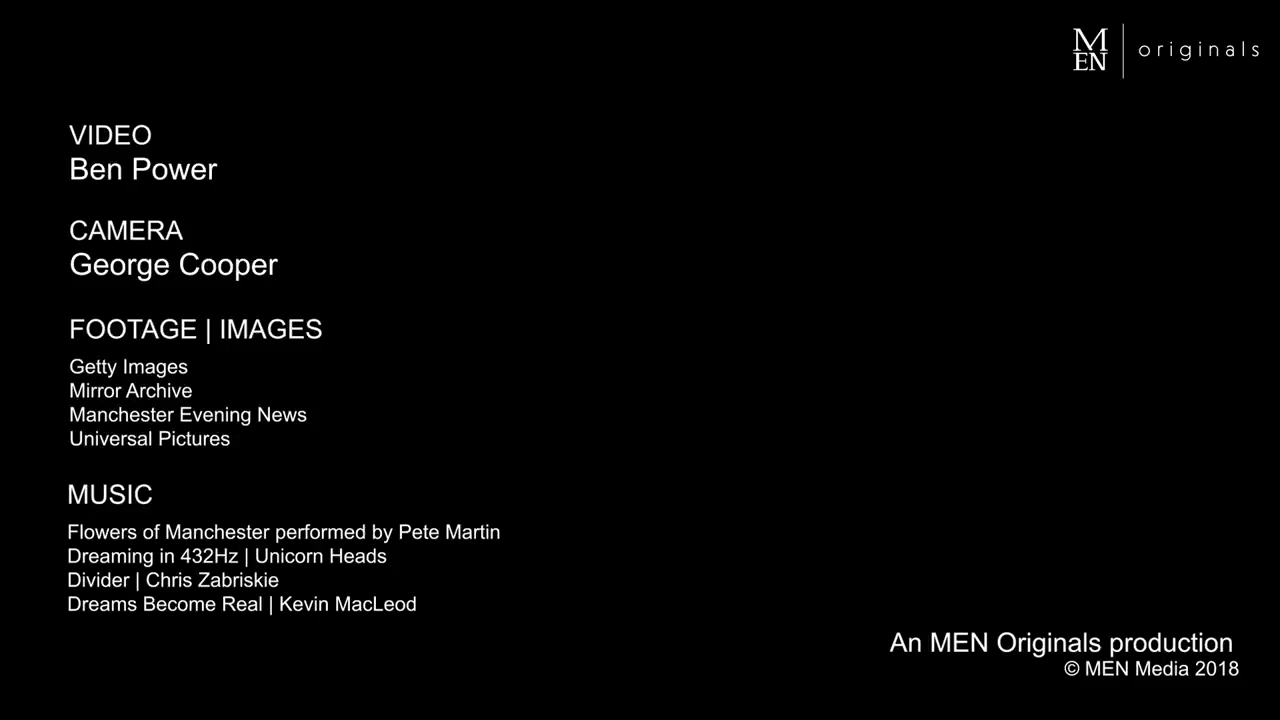 M
EN
originals
VIDEO
Ben Power
CAMERA
George Cooper
FOOTAGE | IMAGES
Getty Images
Mirror Archive
Manchester Evening News
Universal Pictures
MUSIC
Flowers of Manchester performed by Pete Martin
Dreaming in 432Hz | Unicorn Heads
Divider | Chris Zabriskie
Dreams Become Real | Kevin MacLeod
An MEN Originals production
© MEN Media 2018